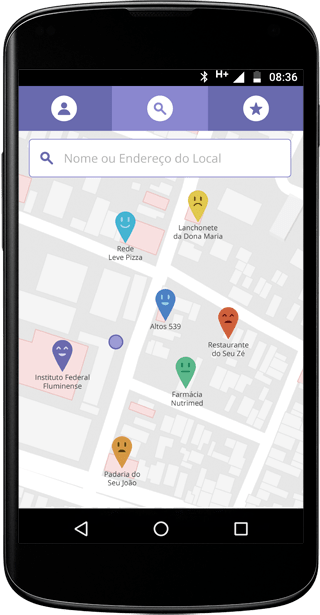 H+ 08:36
Nome ou Endereço do Local
Lanchonete
da Dona Maria
Rede
Leve Pizza
Altos 539
Restaurante
do Seu Zé
Instituto Federal
Fluminense
Farmácia
Nutrimed
Padaria do
Seu João